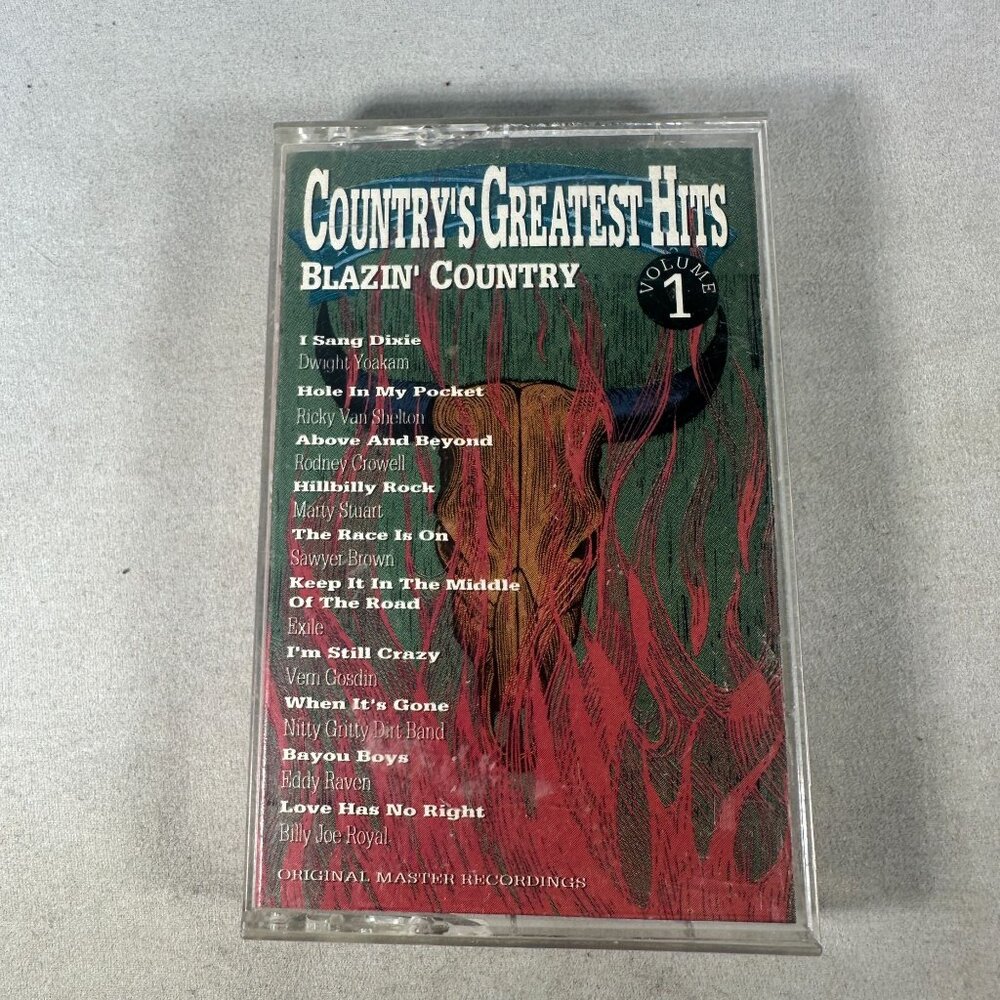 COUNTRY'S GREATEST HITS
BLAZIN' COUNTRY
VOLUME
1
I Sang Dixie
Dwight Yoakam
Hole In My Pocket
Ricky Van Shelton
Above And Beyond
Rodney Crowell
Hillbilly Rock
Marty Stuart
The Race Is On
Sawyer Brown
Keep It In The Middle
Of The Road
Exile
I'm Still Crazy
Vern Gosdin
When It's Gone
Nitty Gritty Dirt Band
Bayou Boys
Eddy Raven
Love Has No Right
Billy Joe Royal
ORIGINAL MASTER RECORDINGS